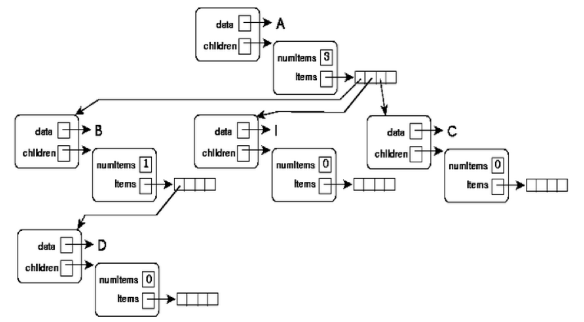 data A
children
numItems 3
Items
data B
children
numItems 1
Items
data I
children
numItems 0
Items
data C
children
numItems 0
Items
data D
children
numItems 0
Items